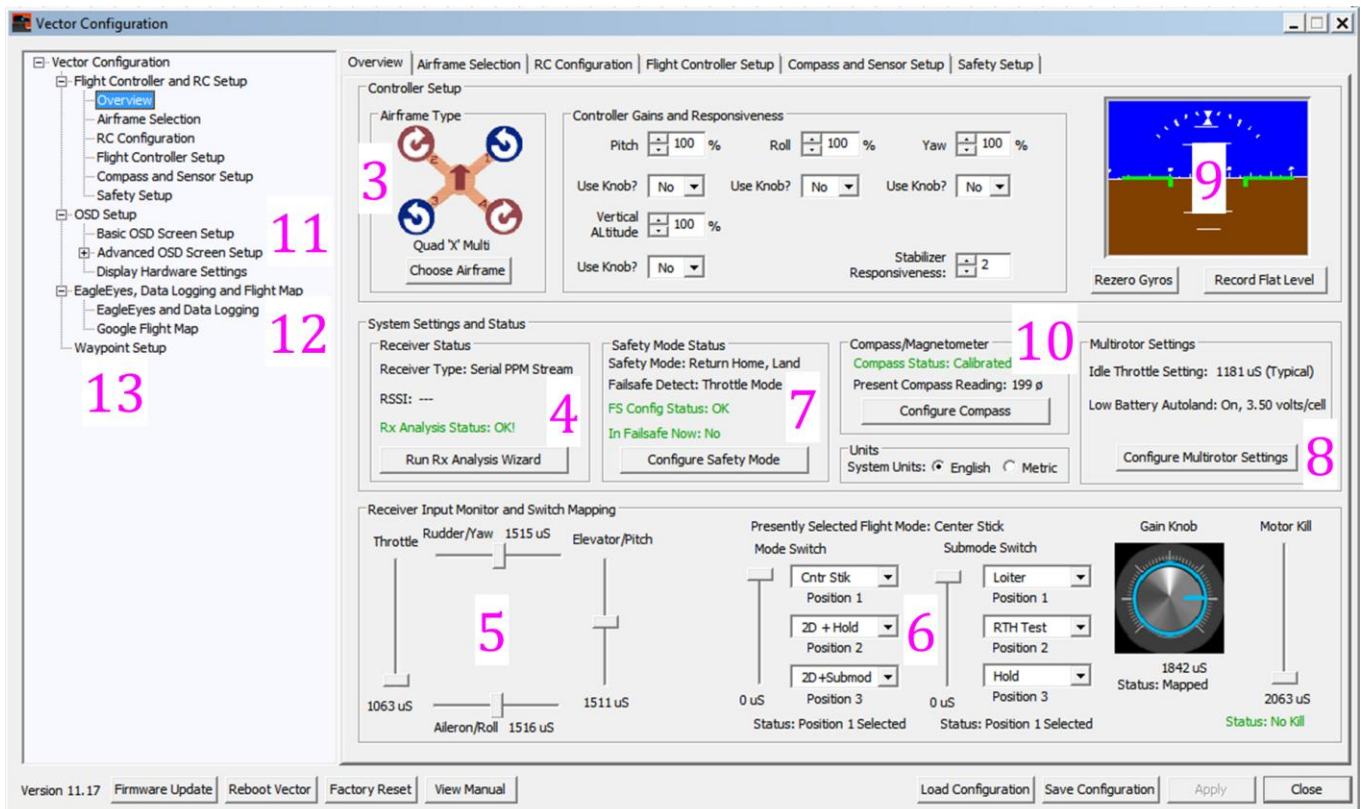 Vector Configuration
Vector Configuration
Flight Controller and RC Setup
Overview
Airframe Selection
RC Configuration
Flight Controller Setup
Compass and Sensor Setup
Safety Setup
OSD Setup
Basic OSD Screen Setup
Advanced OSD Screen Setup
Display Hardware Settings
11
EagleEyes, Data Logging and Flight Map
EagleEyes and Data Logging
Google Flight Map
12
Waypoint Setup
13
Overview Airframe Selection RC Configuration Flight Controller Setup Compass and Sensor Setup Safety Setup
Controller Setup
Airframe Type
3
2 1
3 4
Quad 'X' Multi
Choose Airframe
Controller Gains and Responsiveness
Pitch 100 % Roll 100 % Yaw 100 %
Use Knob? No Use Knob? No Use Knob? No
Vertical
ALtitude 100 %
Use Knob? No
Stabilizer
Responsiveness: 2
9
Rezero Gyros Record Flat Level
System Settings and Status
Receiver Status
Receiver Type: Serial PPM Stream
RSSI: ---
4
Rx Analysis Status: OK!
Run Rx Analysis Wizard
Safety Mode Status
Safety Mode: Return Home, Land
Failsafe Detect: Throttle Mode
FS Config Status: OK
7
In Failsafe Now: No
Configure Safety Mode
Compass/Magnetometer
10
Compass Status: Calibrated
Present Compass Reading: 199 ø
Configure Compass
Units
System Units: English Metric
Multirotor Settings
Idle Throttle Setting: 1181 uS (Typical)
Low Battery Autoland: On, 3.50 volts/cell
Configure Multirotor Settings
8
Receiver Input Monitor and Switch Mapping
Throttle
1063 uS
Rudder/Yaw 1515 uS
Elevator/Pitch
1511 uS
5
Aileron/Roll 1516 uS
Presently Selected Flight Mode: Center Stick
Mode Switch
Cntr Stik
Position 1
2D + Hold
Position 2
2D+Submod
Position 3
0 uS
Status: Position 1 Selected
6
Submode Switch
Loiter
Position 1
RTH Test
Position 2
Hold
Position 3
0 uS
Status: Position 1 Selected
Gain Knob
1842 uS
Status: Mapped
Motor Kill
2063 uS
Status: No Kill
Version 11.17 Firmware Update Reboot Vector Factory Reset View Manual Load Configuration Save Configuration Apply Close